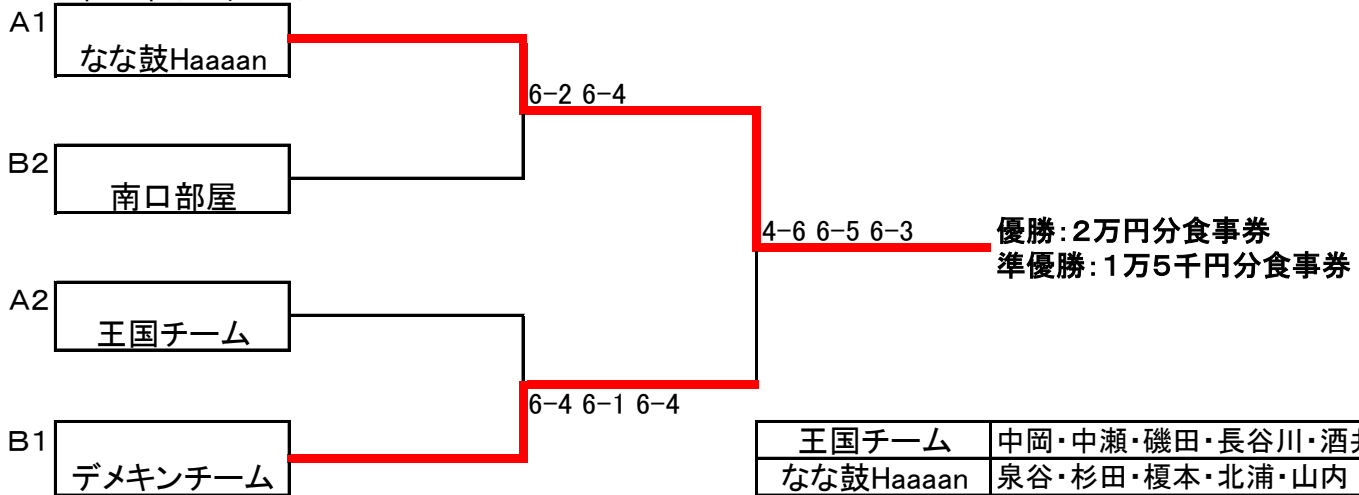 A1
なな鼓Haaaan
6-2 6-4
B2
南口部屋
4-6 6-5 6-3
優勝：２万円分食事券
準優勝：１万５千円分食事券
A2
王国チーム
6-4 6-1 6-4
B1
デメキンチーム
王国チーム 中岡・中瀬・磯田・長谷川・酒井
なな鼓Haaaan 泉谷・杉田・榎本・北浦・山内